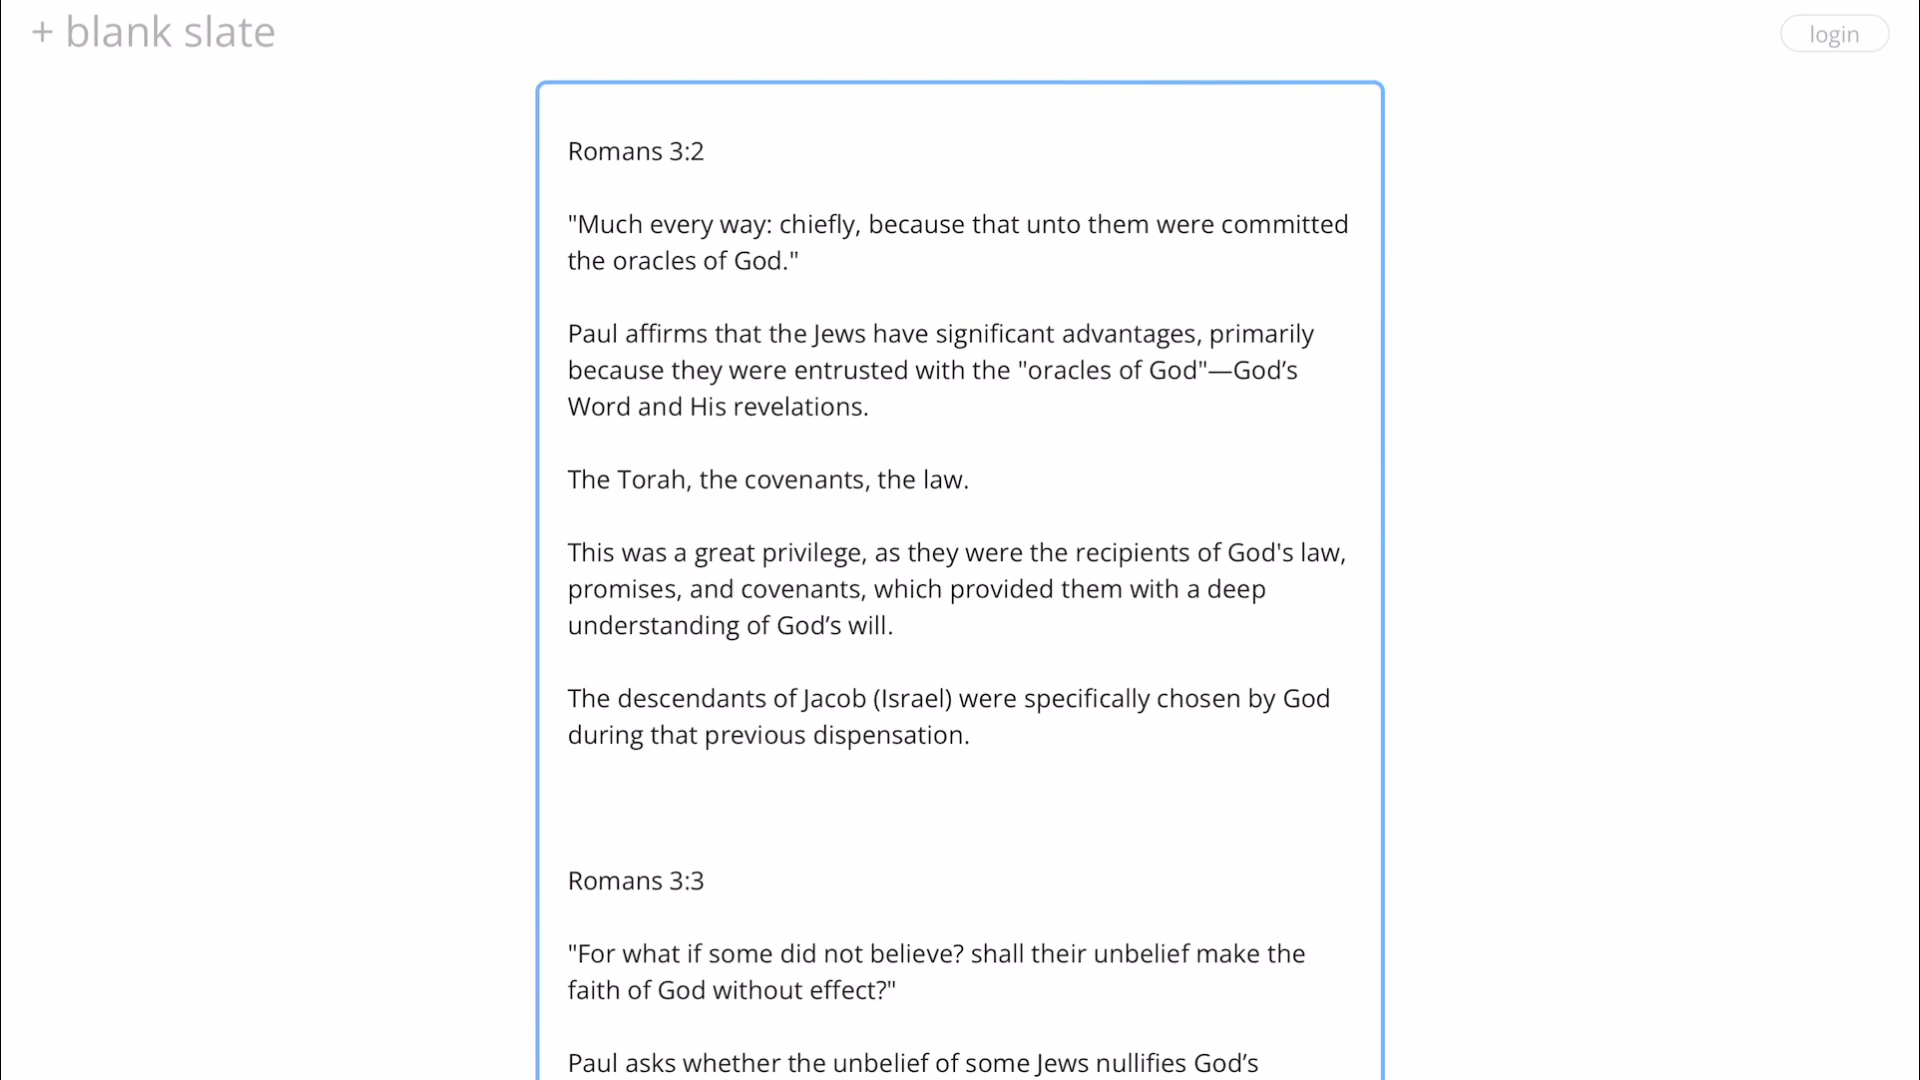 + blank slate
login
Romans 3:2
"Much every way: chiefly, because that unto them were committed
the oracles of God."
Paul affirms that the Jews have significant advantages, primarily
because they were entrusted with the "oracles of God"—God’s
Word and His revelations.
The Torah, the covenants, the law.
This was a great privilege, as they were the recipients of God's law,
promises, and covenants, which provided them with a deep
understanding of God’s will.
The descendants of Jacob (Israel) were specifically chosen by God
during that previous dispensation.
Romans 3:3
"For what if some did not believe? shall their unbelief make the
faith of God without effect?"
Paul asks whether the unbelief of some Jews nullifies God’s